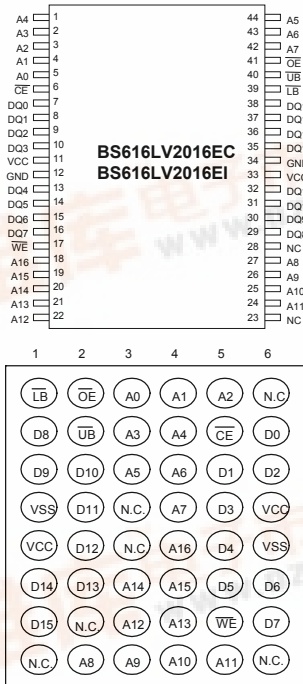 A4 1 44 A5
A3 2 43 A6
A2 3 42 A7
A1 4 41 OE
A0 5 40 UB
CE 6 39 LB
DQ0 7 38 DQ
DQ1 8 37 DQ
DQ2 9 36 DQ
DQ3 10 35 DQ
VCC 11 BS616LV2016EC 34 GND
GND 12 BS616LV2016EI 33 VCC
DQ4 13 32 DQ
DQ5 14 31 DQ
DQ6 15 30 DQ9
DQ7 16 29 DQ8
WE 17 28 NC
A16 18 27 A8
A15 19 26 A9
A14 20 25 A10
A13 21 24 A11
A12 22 23 NC
1 2 3 4 5 6
LB OE A0 A1 A2 N.C
D8 UB A3 A4 CE D0
D9 D10 A5 A6 D1 D2
VSS D11 N.C. A7 D3 VCC
VCC D12 N.C. A16 D4 VSS
D14 D13 A14 A15 D5 D6
D15 N.C. A12 A13 WE D7
N.C. A8 A9 A10 A11 N.C.